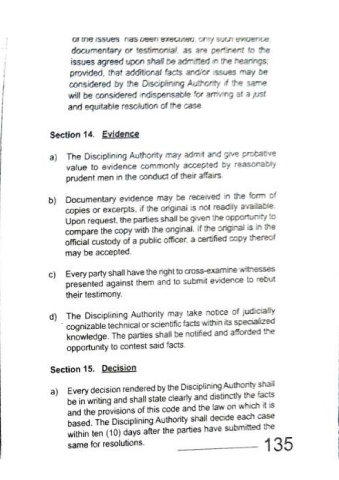 of the issues has been executed, only such evidence,
documentary or testimonial, as are pertinent to the
issues agreed upon shall be admitted in the hearings;
provided, that additional facts and/or issues may be
considered by the Disciplining Authority if the same
will be considered indispensable for arriving at a just
and equitable resolution of the case.
Section 14. Evidence
a) The Disciplining Authority may admit and give probative
value to evidence commonly accepted by reasonably
prudent men in the conduct of their affairs.
b) Documentary evidence may be received in the form of
copies or excerpts, if the original is not readily available.
Upon request, the parties shall be given the opportunity to
compare the copy with the original. If the original is in the
official custody of a public officer, a certified copy thereof
may be accepted.
c) Every party shall have the right to cross-examine witnesses
presented against them and to submit evidence to rebut
their testimony.
d) The Disciplining Authority may take notice of judicially
cognizable technical or scientific facts within its specialized
knowledge. The parties shall be notified and afforded the
opportunity to contest said facts.
Section 15. Decision
a) Every decision rendered by the Disciplining Authority shall
be in writing and shall state clearly and distinctly the facts
and the provisions of this code and the law on which it is
based. The Disciplining Authority shall decide each case
within ten (10) days after the parties have submitted the
same for resolutions.
135